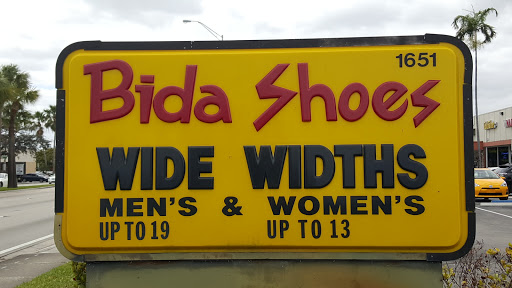 1651
Bida Shoes
WIDE WIDTHS
MEN'S & WOMEN'S
UP TO 19 UP TO 13